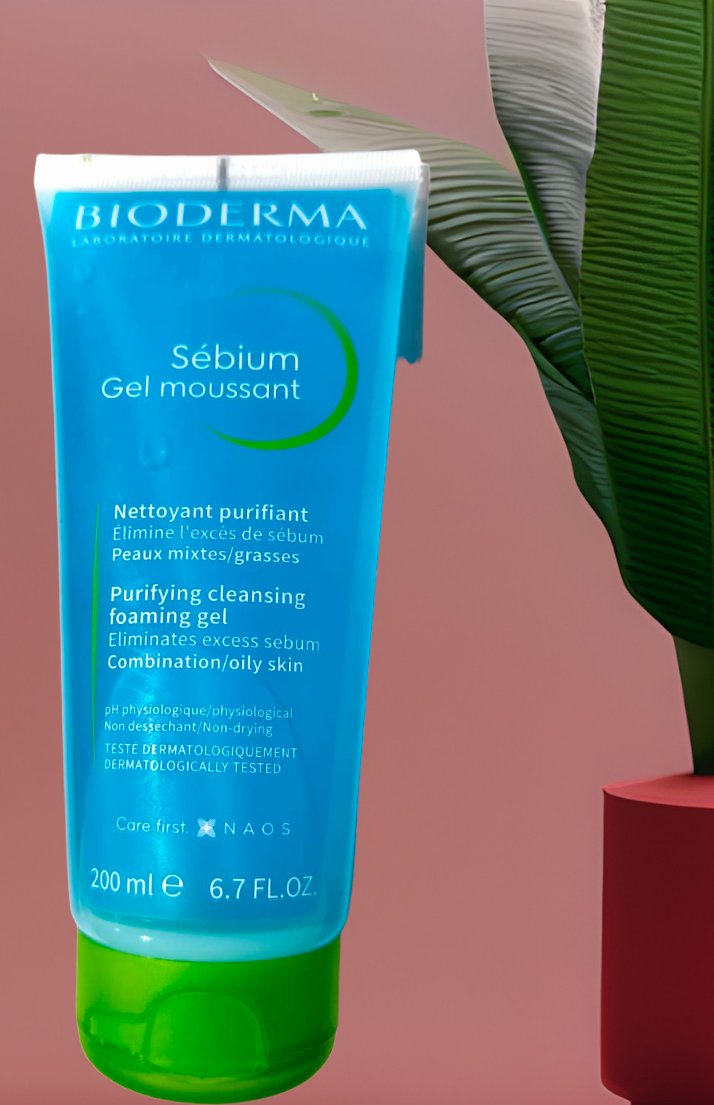 BIODERMA
LABORATOIRE DERMATOLOGIQUE
Sébium
Gel moussant
Nettoyant purifiant
Élimine l'excès de sébum
Peaux mixtes/grasses
Purifying cleansing
foaming gel
Eliminates excess sebum
Combination/oily skin
pH physiologique/physiological
Non desséchant/Non-drying
TESTÉ DERMATOLOGIQUEMENT
DERMATOLOGICALLY TESTED
Care first. NAOS
200 ml ℮ 6.7 FL.OZ.